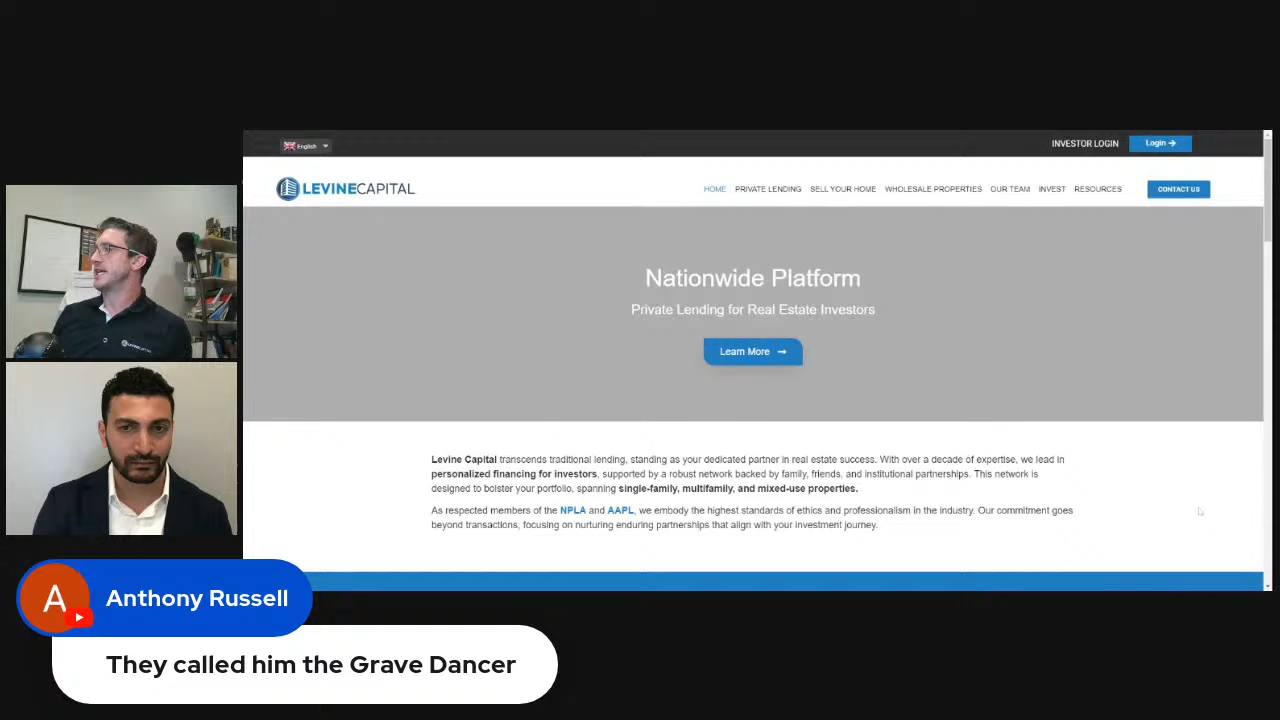 English
INVESTOR LOGIN
Login
LEVINECAPITAL
HOME PRIVATE LENDING SELL YOUR HOME WHOLESALE PROPERTIES OUR TEAM INVEST RESOURCES
CONTACT US
Nationwide Platform
Private Lending for Real Estate Investors
Learn More
Levine Capital transcends traditional lending, standing as your dedicated partner in real estate success. With over a decade of expertise, we lead in
personalized financing for investors, supported by a robust network backed by family, friends, and institutional partnerships. This network is
designed to bolster your portfolio, spanning single-family, multifamily, and mixed-use properties.
As respected members of the NPLA and AAPL, we embody the highest standards of ethics and professionalism in the industry. Our commitment goes
beyond transactions, focusing on nurturing enduring partnerships that align with your investment journey.
A
Anthony Russell
They called him the Grave Dancer